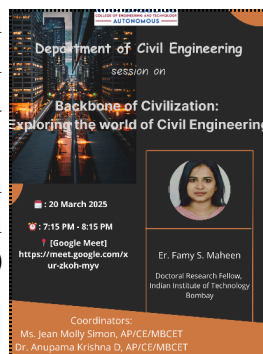 COLLEGE OF ENGINEERING AND TECHNOLOGY
AUTONOMOUS
Department of Civil Engineering
session on
Backbone of Civilization:
Exploring the world of Civil Engineering
: 20 March 2025
: 7:15 PM - 8:15 PM
[Google Meet]
https://meet.google.com/x
ur-zkoh-myv
Er. Famy S. Maheen
Doctoral Research Fellow,
Indian Institute of Technology
Bombay
Coordinators:
Ms. Jean Molly Simon, AP/CE/MBCET
Dr. Anupama Krishna D, AP/CE/MBCET